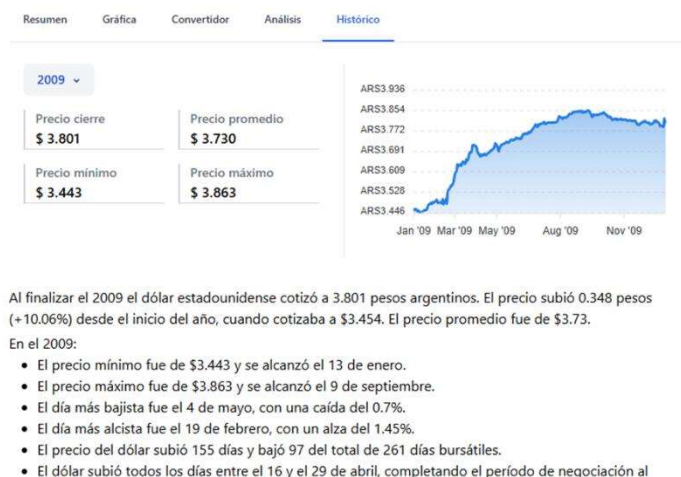 Resumen Gráfica Convertidor Análisis Histórico
2009
Precio cierre
$ 3.801
Precio promedio
$ 3.730
Precio mínimo
$ 3.443
Precio máximo
$ 3.863
ARS3.936
ARS3.854
ARS3.772
ARS3.691
ARS3.609
ARS3.528
ARS3.446
Jan '09 Mar '09 May '09 Aug '09 Nov '09
Al finalizar el 2009 el dólar estadounidense cotizó a 3.801 pesos argentinos. El precio subió 0.348 pesos
(+10.06%) desde el inicio del año, cuando cotizaba a $3.454. El precio promedio fue de $3.73.
En el 2009:
• El precio mínimo fue de $3.443 y se alcanzó el 13 de enero.
• El precio máximo fue de $3.863 y se alcanzó el 9 de septiembre.
• El día más bajista fue el 4 de mayo, con una caída del 0.7%.
• El día más alcista fue el 19 de febrero, con un alza del 1.45%.
• El precio del dólar subió 155 días y bajó 97 del total de 261 días bursátiles.
• El dólar subió todos los días entre el 16 y el 29 de abril, completando el período de negociación al